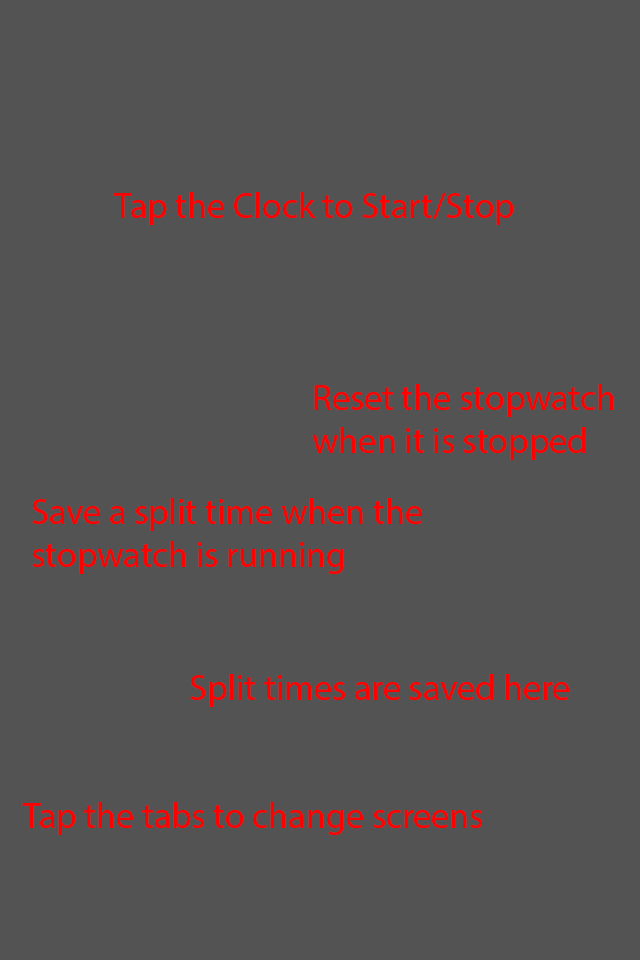 Tap the Clock to Start/Stop
Reset the stopwatch
when it is stopped
Save a split time when the
stopwatch is running
Split times are saved here
Tap the tabs to change screens